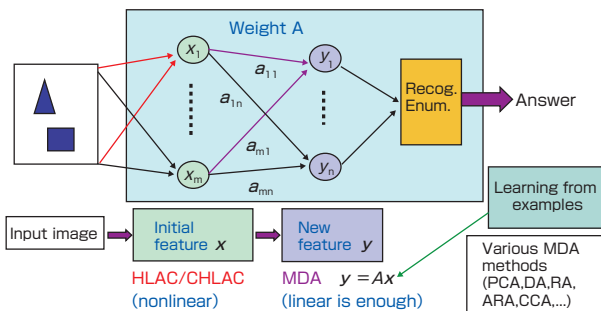 Weight A
x1
y1
a11
a1n
am1
amn
xm
yn
Recog.
Enum.
Answer
Learning from
examples
Input image
Initial
feature x
New
feature y
HLAC/CHLAC
(nonlinear)
MDA y = Ax
(linear is enough)
Various MDA
methods
(PCA,DA,RA,
ARA,CCA,...)